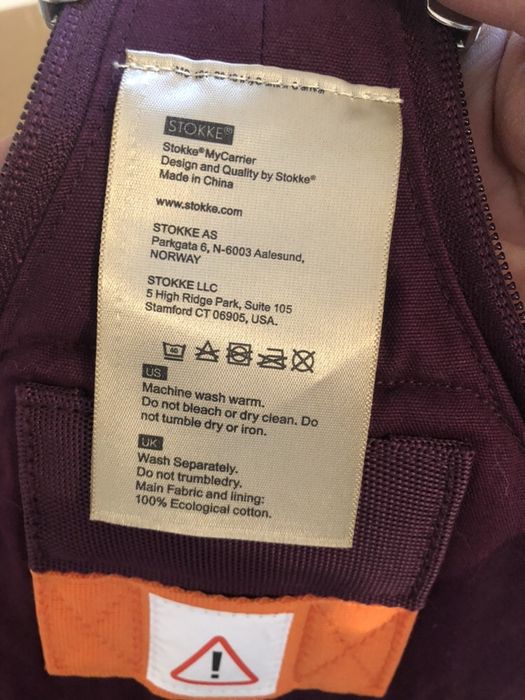 STOKKE®
Stokke®MyCarrier
Design and Quality by Stokke®
Made in China
www.stokke.com
STOKKE AS
Parkgata 6, N-6003 Aalesund,
NORWAY
STOKKE LLC
5 High Ridge Park, Suite 105
Stamford CT 06905, USA.
40
US
Machine wash warm.
Do not bleach or dry clean. Do
not tumble dry or iron.
UK
Wash Separately.
Do not trumbledry.
Main Fabric and lining:
100% Ecological cotton.
!